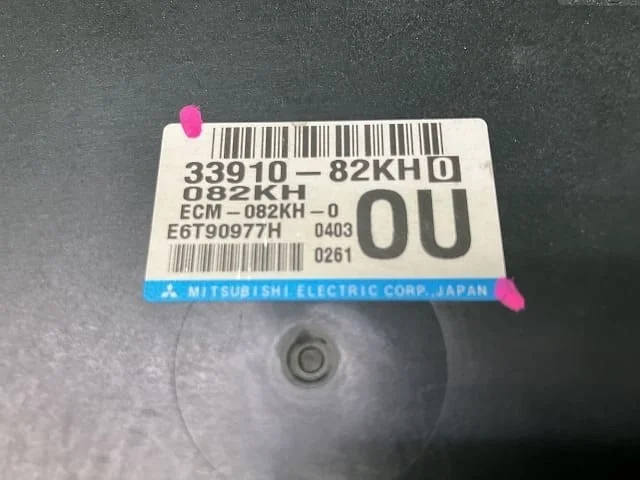 33910-82KH0
082KH
ECM-082KH-0
0U
E6T90977H 0403
0261
MITSUBISHI ELECTRIC CORP., JAPAN